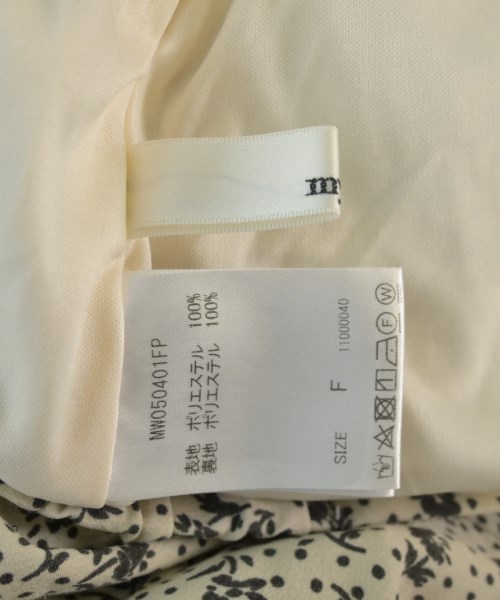 MW050401FP
表地 ポリエステル 100%
裏地 ポリエステル 100%
SIZE F
11000040
F W